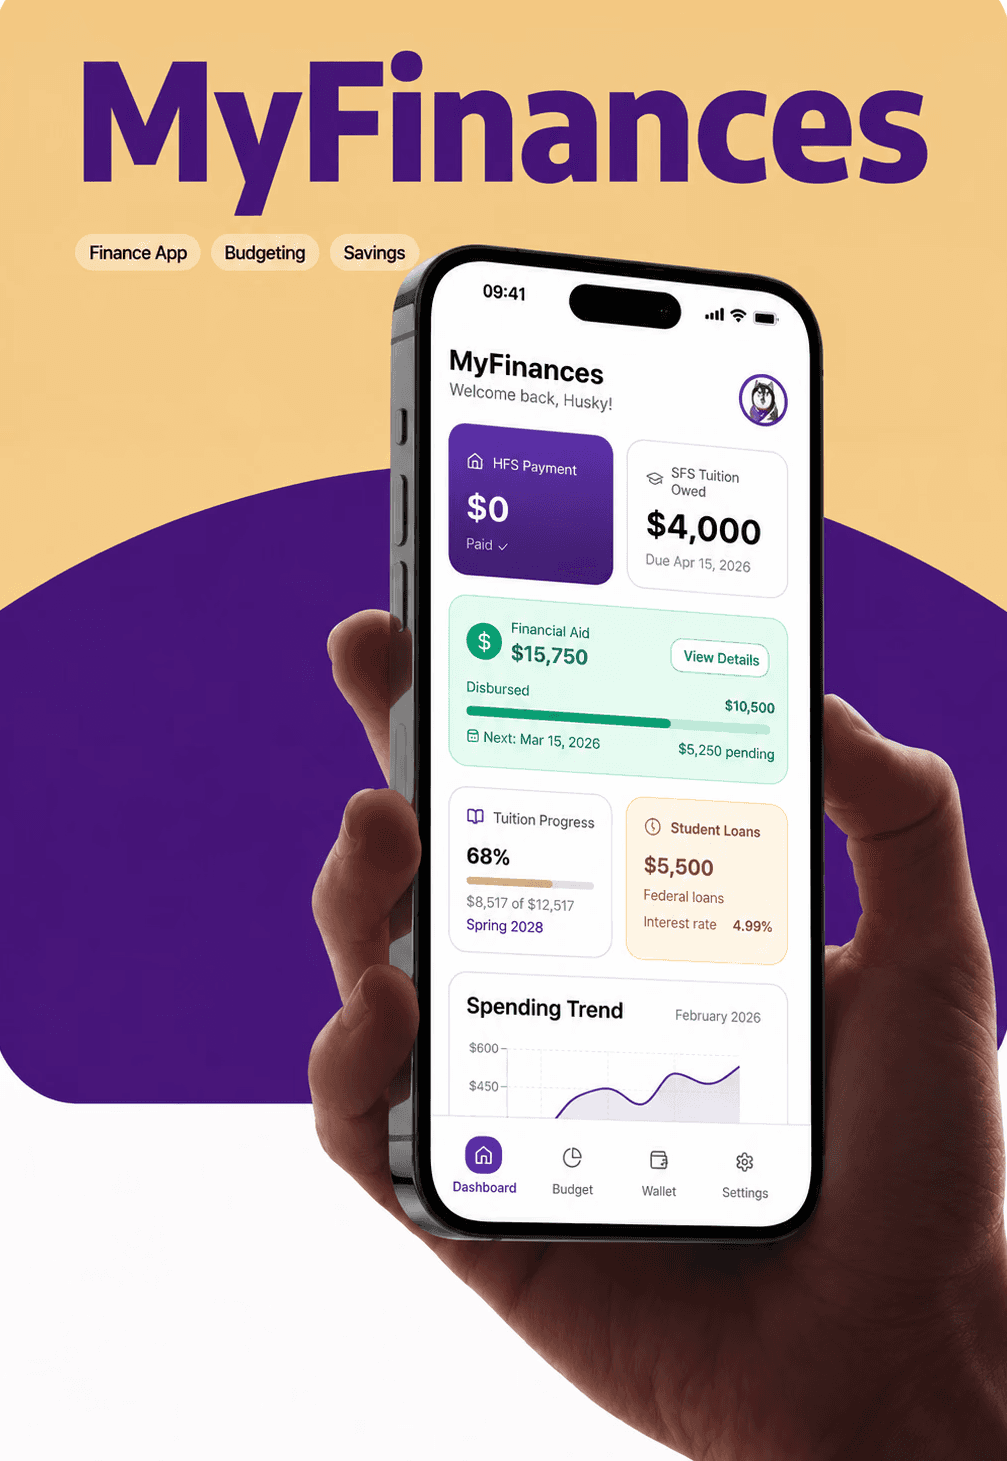 MyFinances
Finance App
Budgeting
Savings
09:41
MyFinances
Welcome back, Husky!
HFS Payment
$0
Paid ✓
SFS Tuition
Owed
$4,000
Due Apr 15, 2026
$
Financial Aid
$15,750
View Details
Disbursed
$10,500
Next: Mar 15, 2026
$5,250 pending
Tuition Progress
68%
$8,517 of $12,517
Spring 2028
Student Loans
$5,500
Federal loans
Interest rate 4.99%
Spending Trend
February 2026
$600
$450
Dashboard
Budget
Wallet
Settings